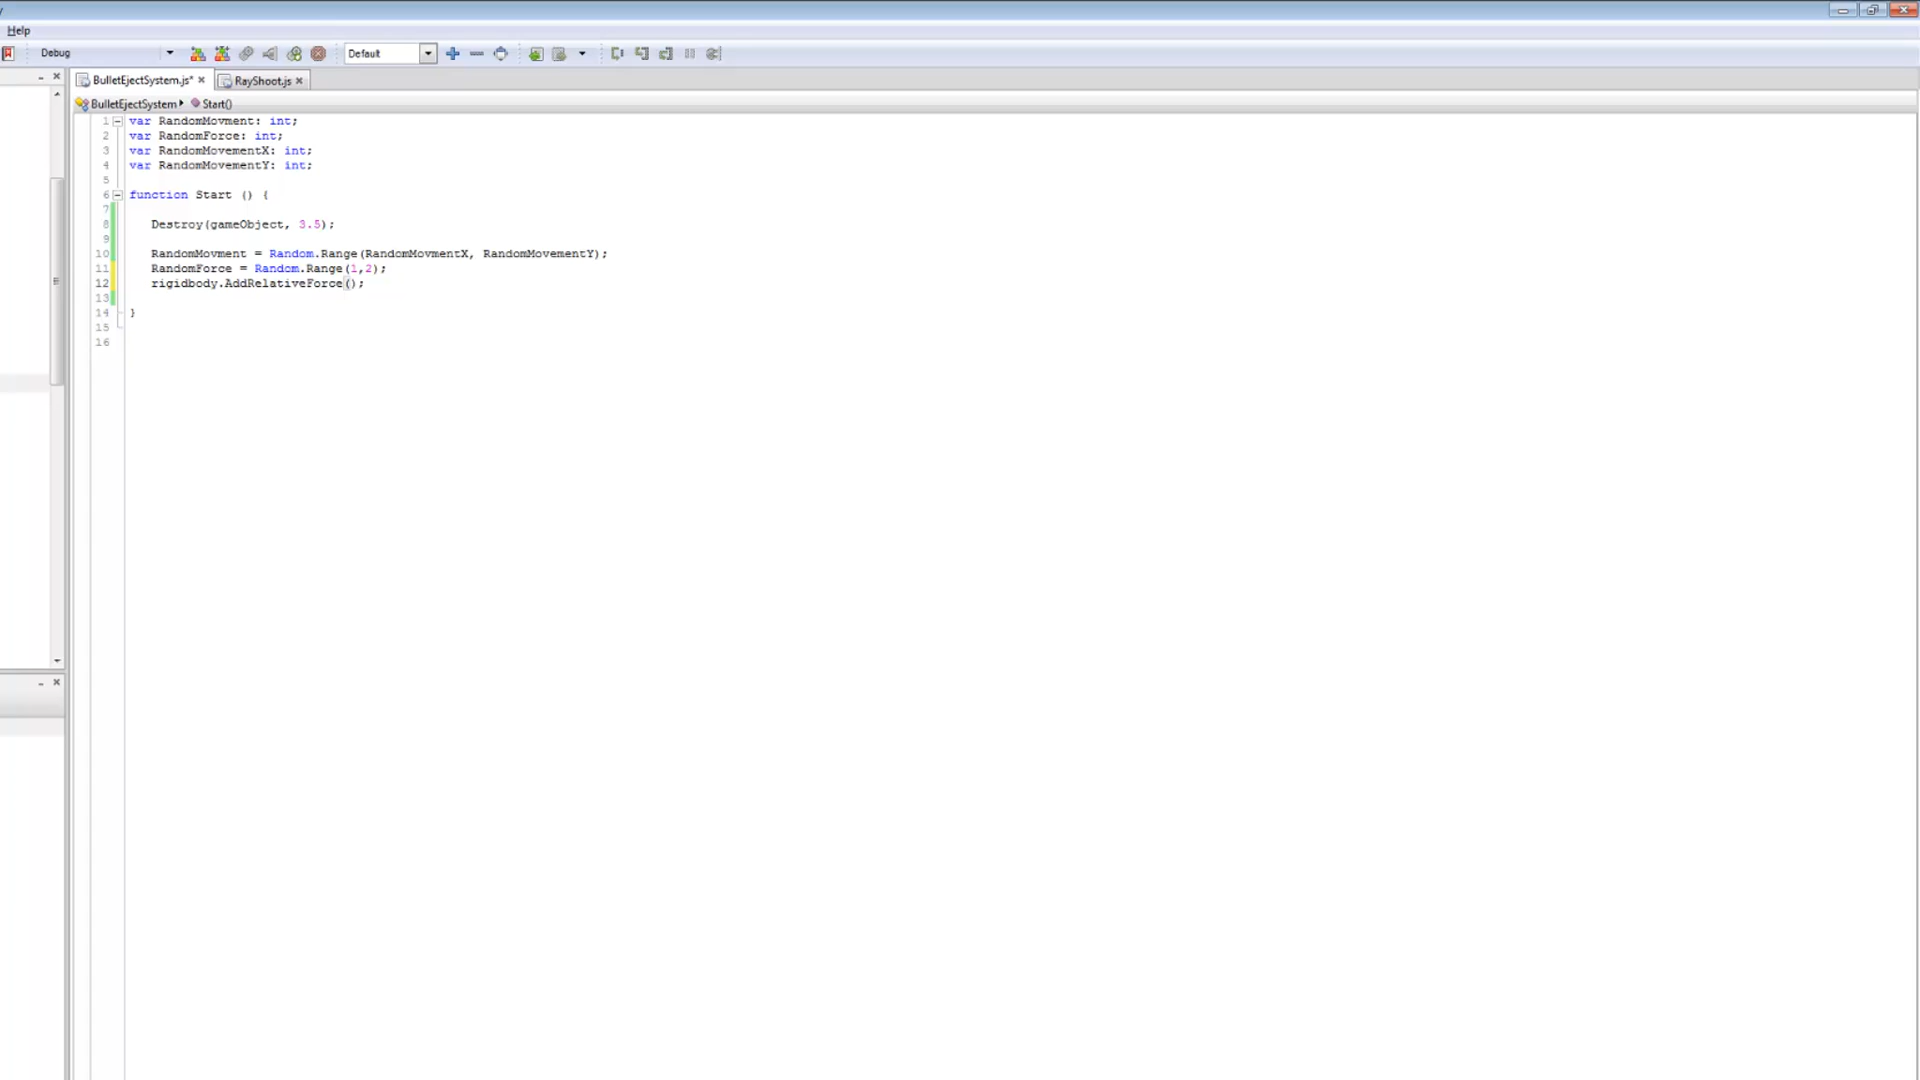 Help
Debug
Default
BulletEjectSystem.js*
RayShoot.js
BulletEjectSystem
Start()
1 var RandomMovment: int;
2 var RandomForce: int;
3 var RandomMovementX: int;
4 var RandomMovementY: int;
5
6 function Start () {
7
8 Destroy(gameObject, 3.5);
9
10 RandomMovment = Random.Range(RandomMovmentX, RandomMovementY);
11 RandomForce = Random.Range(1,2);
12 rigidbody.AddRelativeForce();
13
14 }
15
16